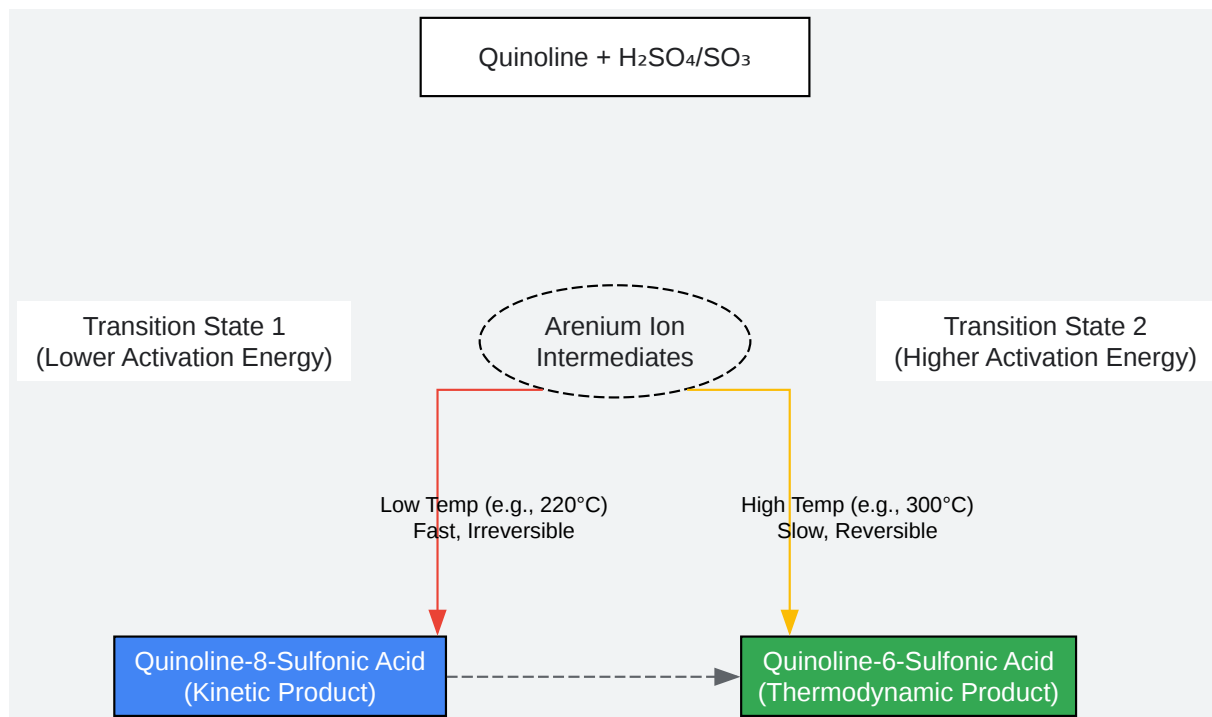 Quinoline + H₂SO₄/SO₃
Transition State 1
(Lower Activation Energy)
Arenium Ion
Intermediates
Transition State 2
(Higher Activation Energy)
Low Temp (e.g., 220°C)
Fast, Irreversible
High Temp (e.g., 300°C)
Slow, Reversible
Quinoline-8-Sulfonic Acid
(Kinetic Product)
Quinoline-6-Sulfonic Acid
(Thermodynamic Product)